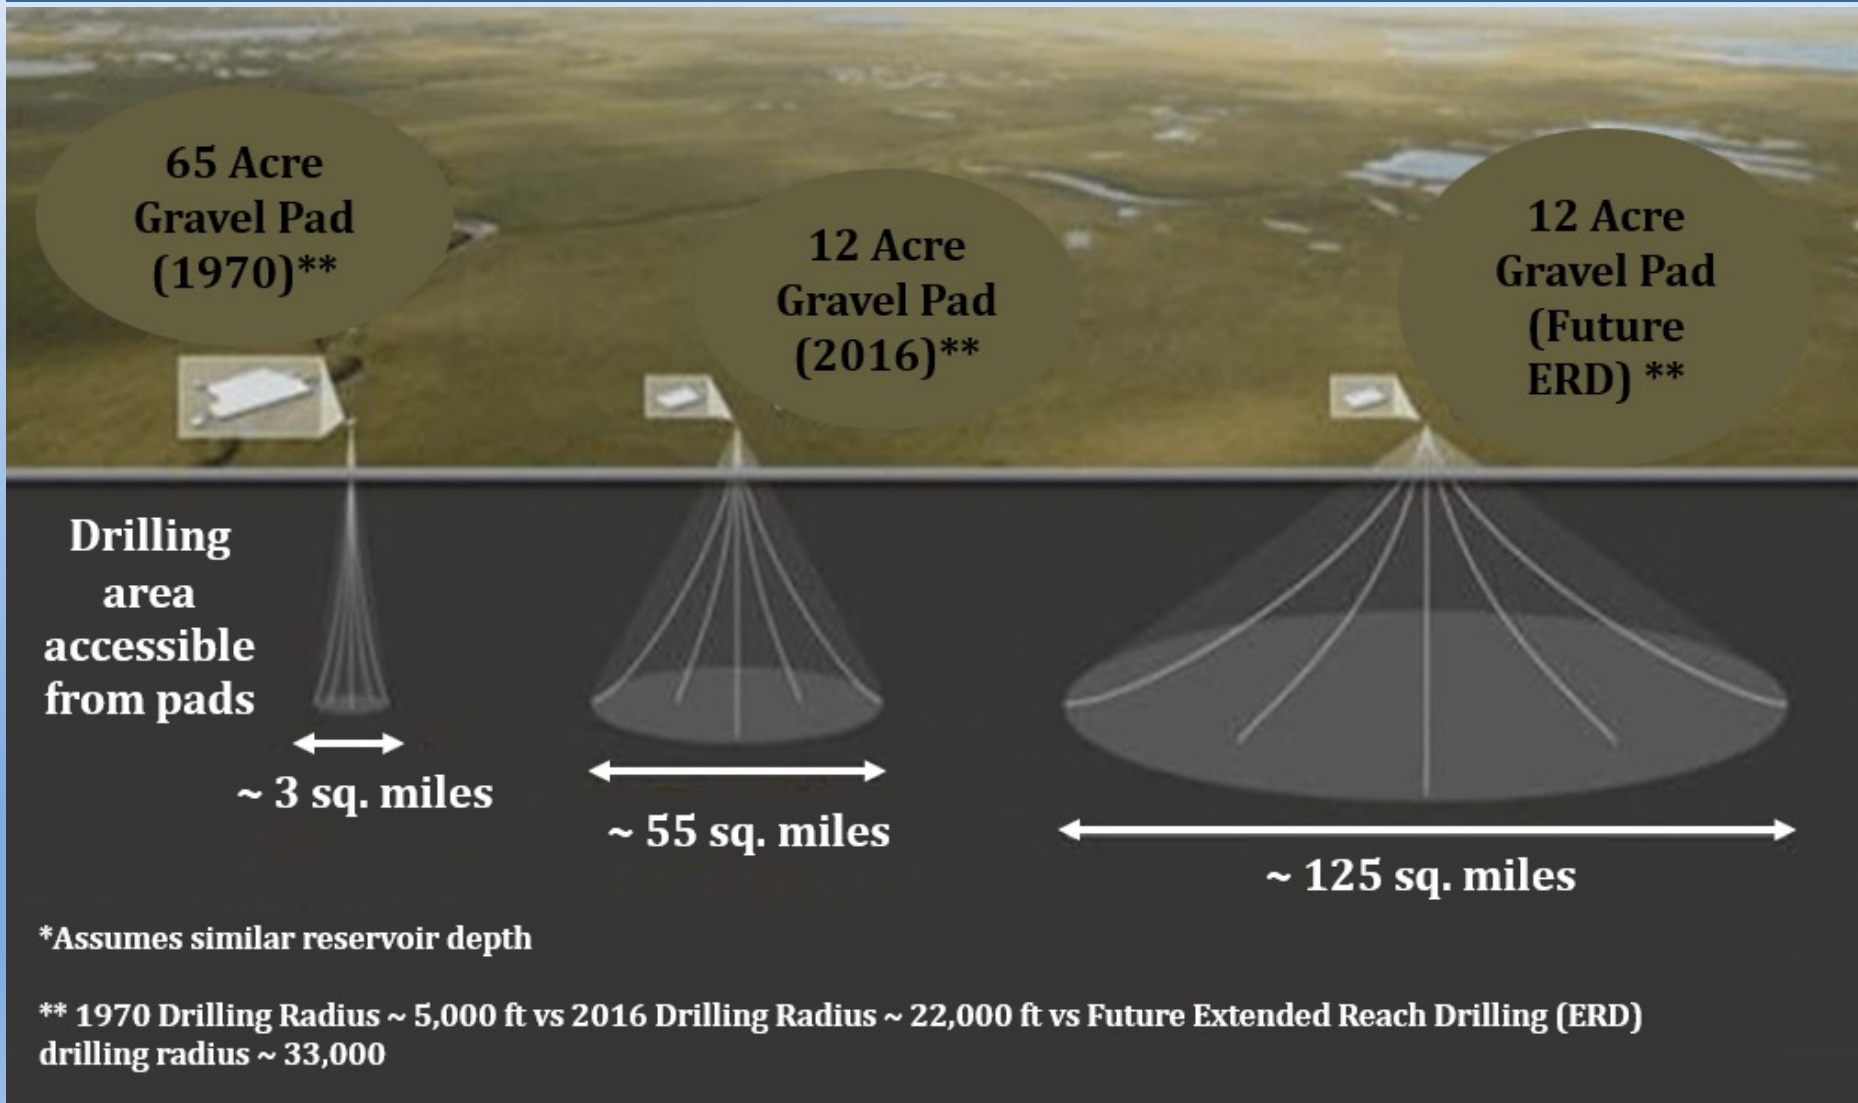 65 Acre
Gravel Pad
(1970)**
12 Acre
Gravel Pad
(2016)**
12 Acre
Gravel Pad
(Future
ERD) **
Drilling
area
accessible
from pads
~ 3 sq. miles
~ 55 sq. miles
~ 125 sq. miles
*Assumes similar reservoir depth
** 1970 Drilling Radius ~ 5,000 ft vs 2016 Drilling Radius ~ 22,000 ft vs Future Extended Reach Drilling (ERD)
drilling radius ~ 33,000